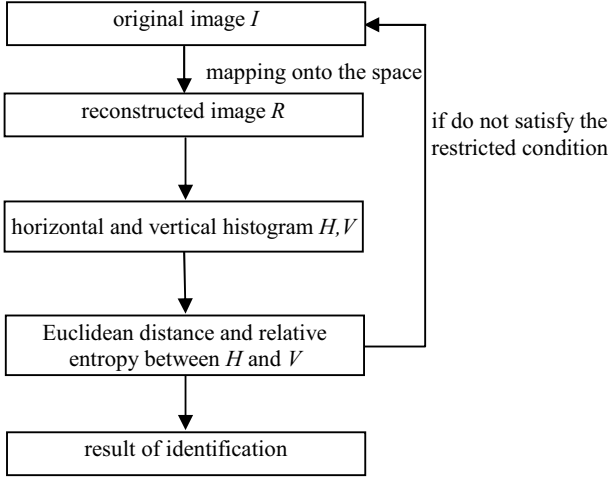 original image I
mapping onto the space
reconstructed image R
if do not satisfy the
restricted condition
horizontal and vertical histogram H,V
Euclidean distance and relative
entropy between H and V
result of identification